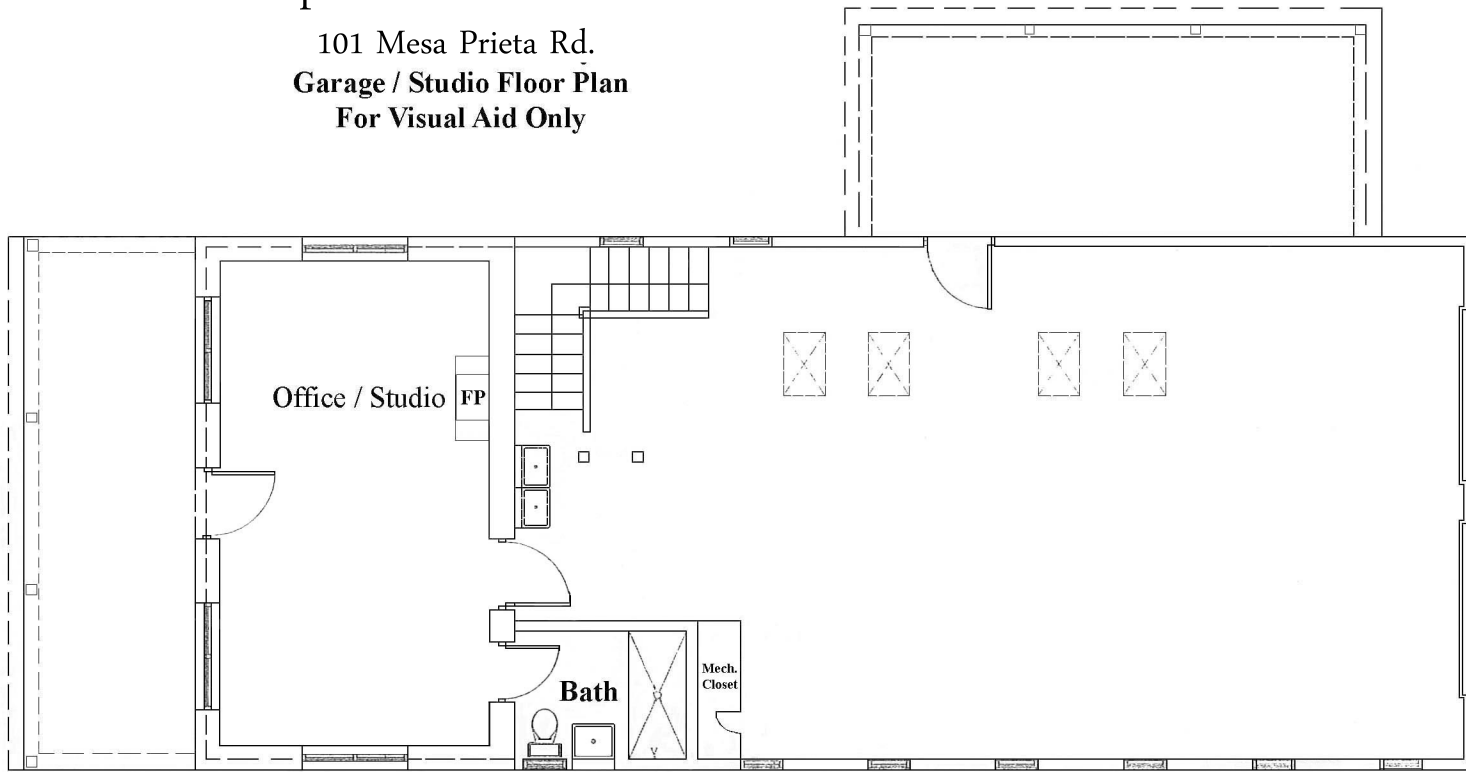 101 Mesa Prieta Rd.
Garage / Studio Floor Plan
For Visual Aid Only
Office / Studio
FP
Mech.
Closet
Bath